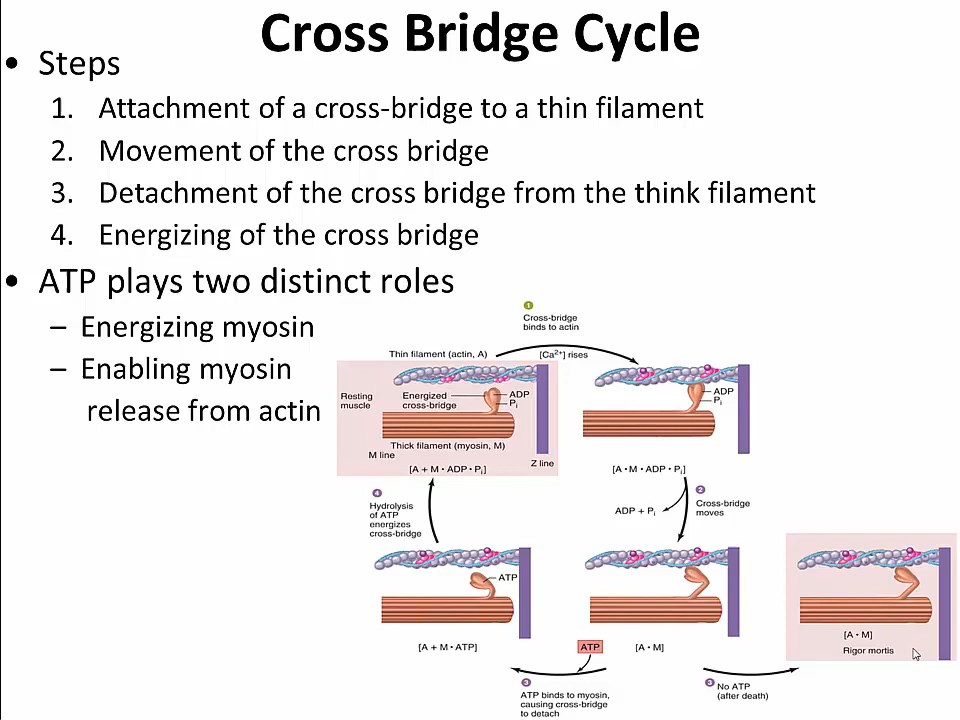 Cross Bridge Cycle
• Steps
1. Attachment of a cross-bridge to a thin filament
2. Movement of the cross bridge
3. Detachment of the cross bridge from the think filament
4. Energizing of the cross bridge
• ATP plays two distinct roles
– Energizing myosin
– Enabling myosin
release from actin
1
Cross-bridge
binds to actin
Thin filament (actin, A)
[Ca²⁺] rises
Resting
muscle
Energized
cross-bridge
ADP
Pᵢ
Thick filament (myosin, M)
M line
Z line
[A + M · ADP · Pᵢ]
ADP
Pᵢ
[A · M · ADP · Pᵢ]
4
Hydrolysis
of ATP
energizes
cross-bridge
ADP + Pᵢ
2
Cross-bridge
moves
ATP
[A + M · ATP]
ATP
[A · M]
[A · M]
Rigor mortis
3
ATP binds to myosin,
causing cross-bridge
to detach
3
No ATP
(after death)